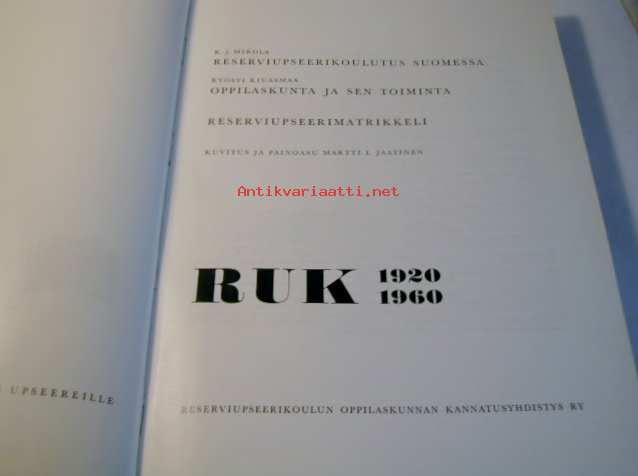 K. J. MIKOLA
RESERVIUPSEERIKOULUTUS SUOMESSA
KYÖSTI KIUASMAA
OPPILASKUNTA JA SEN TOIMINTA
RESERVIUPSEERIMATRIKKELI
KUVITUS JA PAINOASU MARTTI I. JAATINEN
Antikvariaatti.net
RUK 1920
1960
UPSEEREILLE
RESERVIUPSEERIKOULUN OPPILASKUNNAN KANNATUSYHDISTYS RY